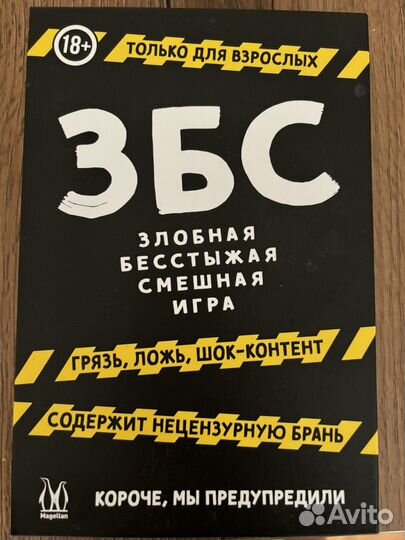 18+
ТОЛЬКО ДЛЯ ВЗРОСЛЫХ
ЗБС
ЗЛОБНАЯ
БЕССТЫЖАЯ
СМЕШНАЯ
ИГРА
ГРЯЗЬ, ЛОЖЬ, ШОК-КОНТЕНТ
СОДЕРЖИТ НЕЦЕНЗУРНУЮ БРАНЬ
КОРОЧЕ, МЫ ПРЕДУПРЕДИЛИ
Magellan
Avito